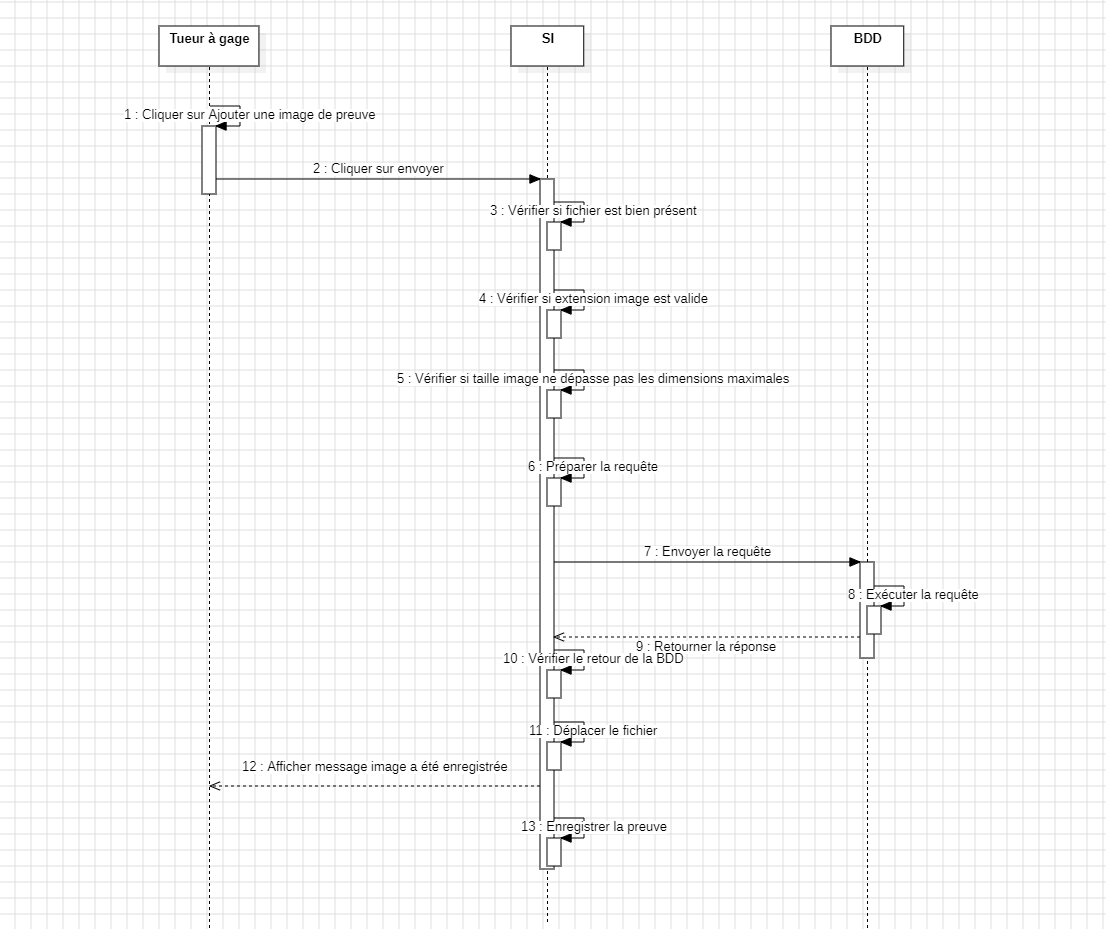 Tueur à gage
SI
BDD
1 : Cliquer sur Ajouter une image de preuve
2 : Cliquer sur envoyer
3 : Vérifier si fichier est bien présent
4 : Vérifier si extension image est valide
5 : Vérifier si taille image ne dépasse pas les dimensions maximales
6 : Préparer la requête
7 : Envoyer la requête
8 : Exécuter la requête
9 : Retourner la réponse
10 : Vérifier le retour de la BDD
11 : Déplacer le fichier
12 : Afficher message image a été enregistrée
13 : Enregistrer la preuve